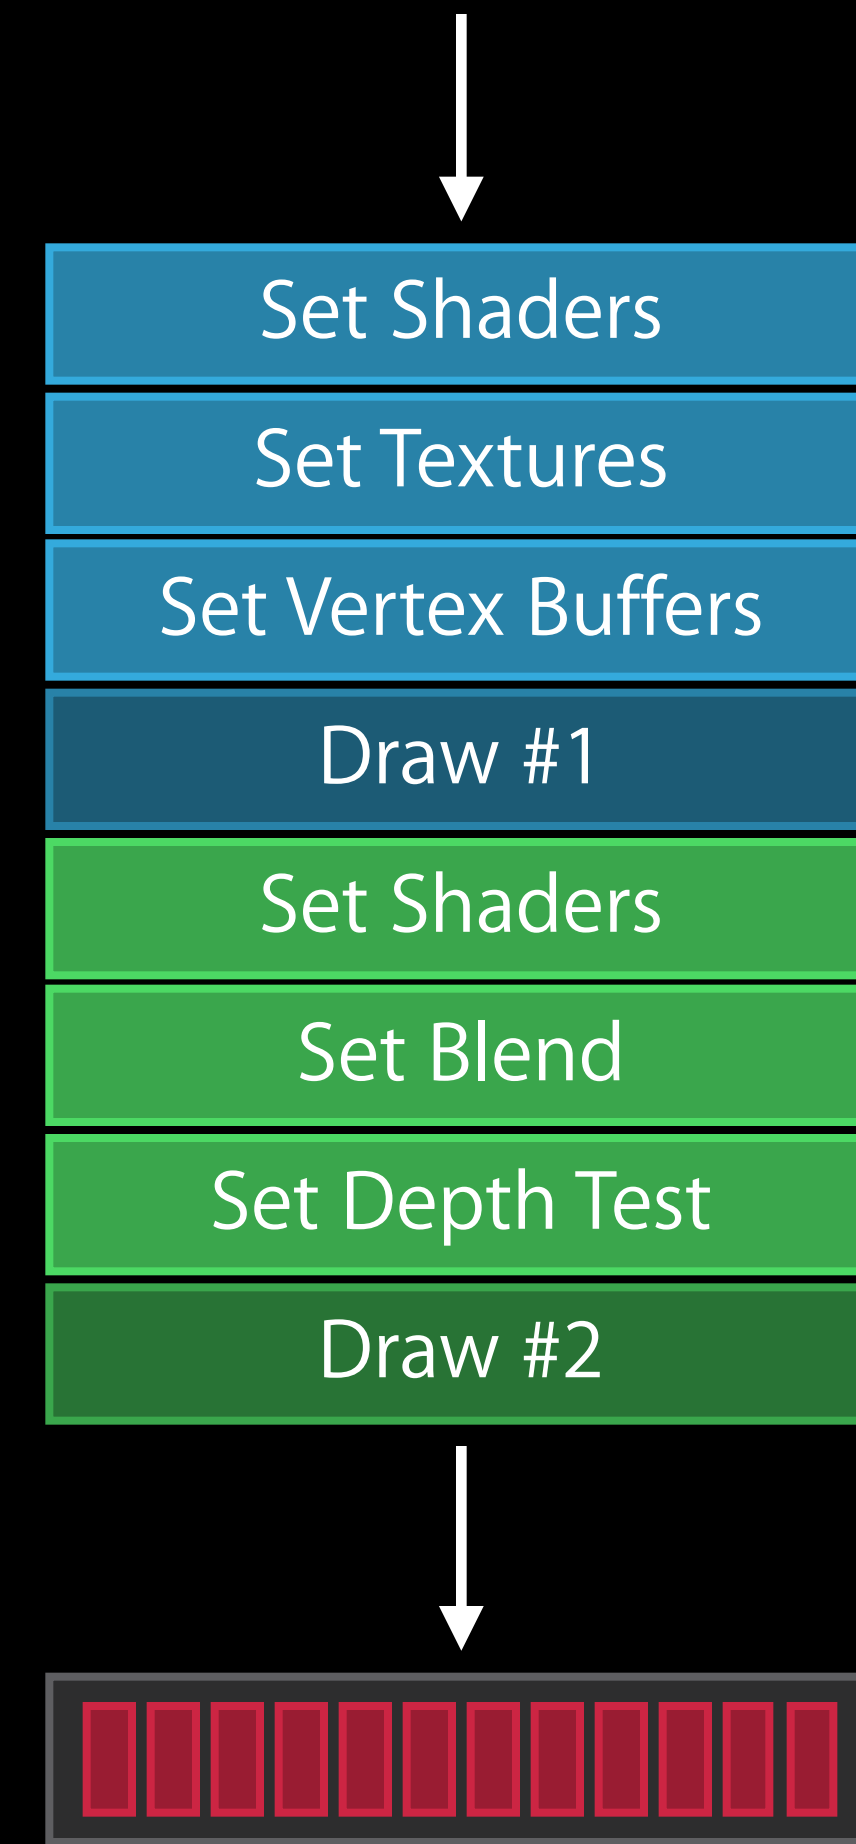 Set Shaders
Set Textures
Set Vertex Buffers
Draw #1
Set Shaders
Set Blend
Set Depth Test
Draw #2